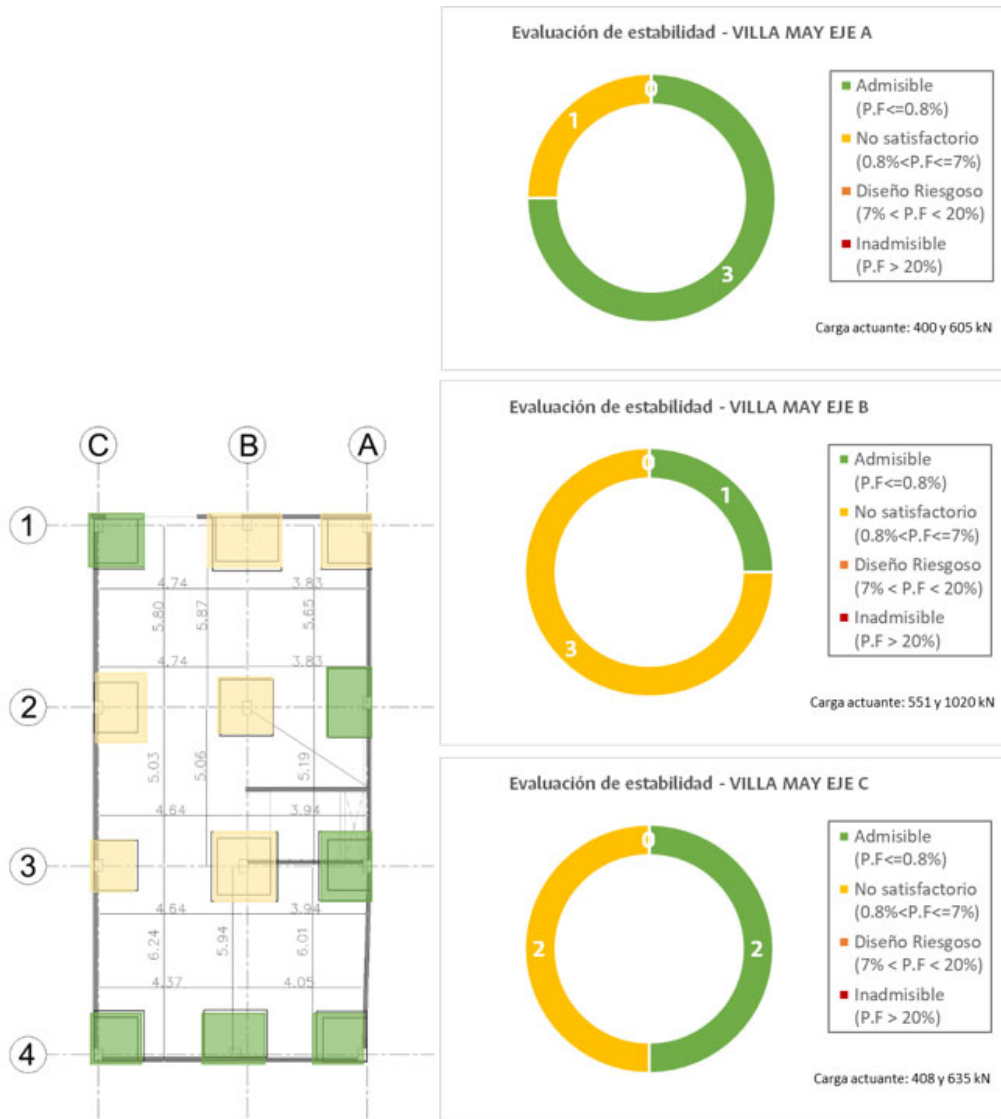 Evaluación de estabilidad - VILLA MAY EJE A
0
1
3
Admisible
(P.F<=0.8%)
No satisfactorio
(0.8%<P.F<=7%)
Diseño Riesgoso
(7% < P.F < 20%)
Inadmisible
(P.F > 20%)
Carga actuante: 400 y 605 kN
Evaluación de estabilidad - VILLA MAY EJE B
0
1
3
Admisible
(P.F<=0.8%)
No satisfactorio
(0.8%<P.F<=7%)
Diseño Riesgoso
(7% < P.F < 20%)
Inadmisible
(P.F > 20%)
Carga actuante: 551 y 1020 kN
Evaluación de estabilidad - VILLA MAY EJE C
0
2
2
Admisible
(P.F<=0.8%)
No satisfactorio
(0.8%<P.F<=7%)
Diseño Riesgoso
(7% < P.F < 20%)
Inadmisible
(P.F > 20%)
Carga actuante: 408 y 635 kN
C B A
1
4.74 3.83
5.80 5.87 5.65
4.74 3.83
2
5.03 5.06 5.19
4.64 3.94
3
4.64 3.94
6.24 5.94 6.01
4.37 4.05
4